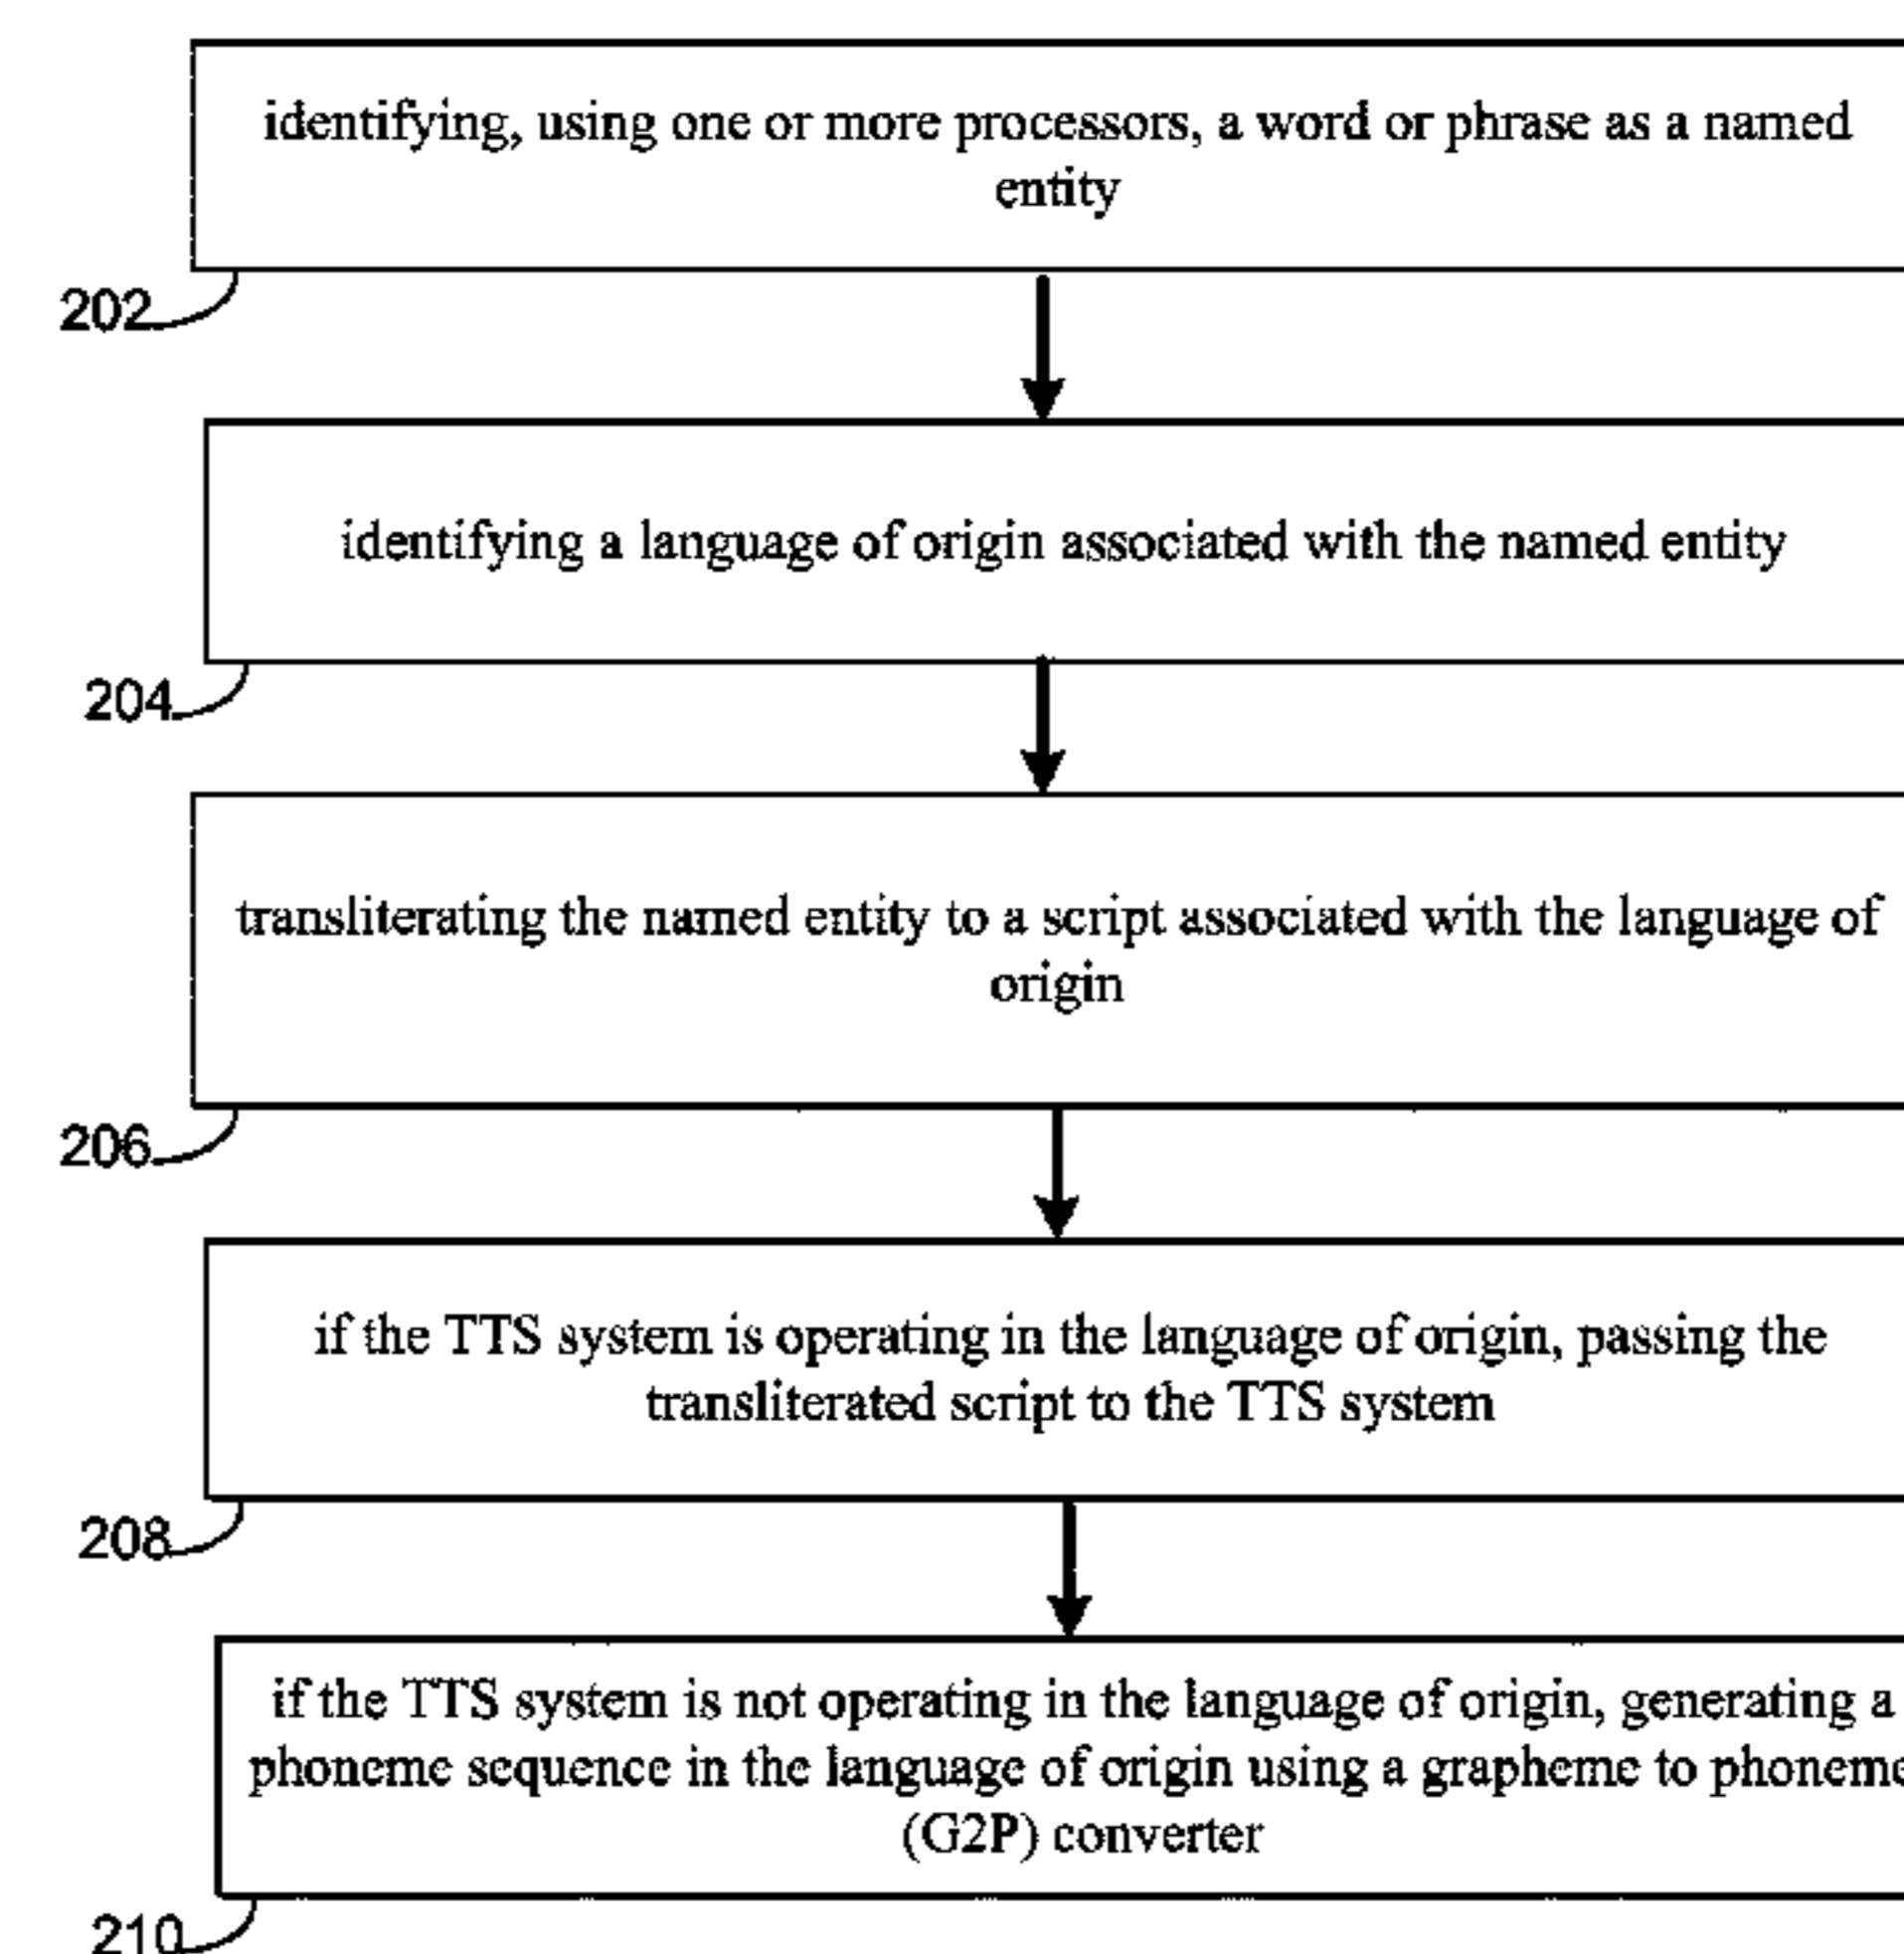 identifying, using one or more processors, a word or phrase as a named
entity
202
identifying a language of origin associated with the named entity
204
transliterating the named entity to a script associated with the language of
origin
206
if the TTS system is operating in the language of origin, passing the
transliterated script to the TTS system
208
if the TTS system is not operating in the language of origin, generating a
phoneme sequence in the language of origin using a grapheme to phoneme
(G2P) converter
210